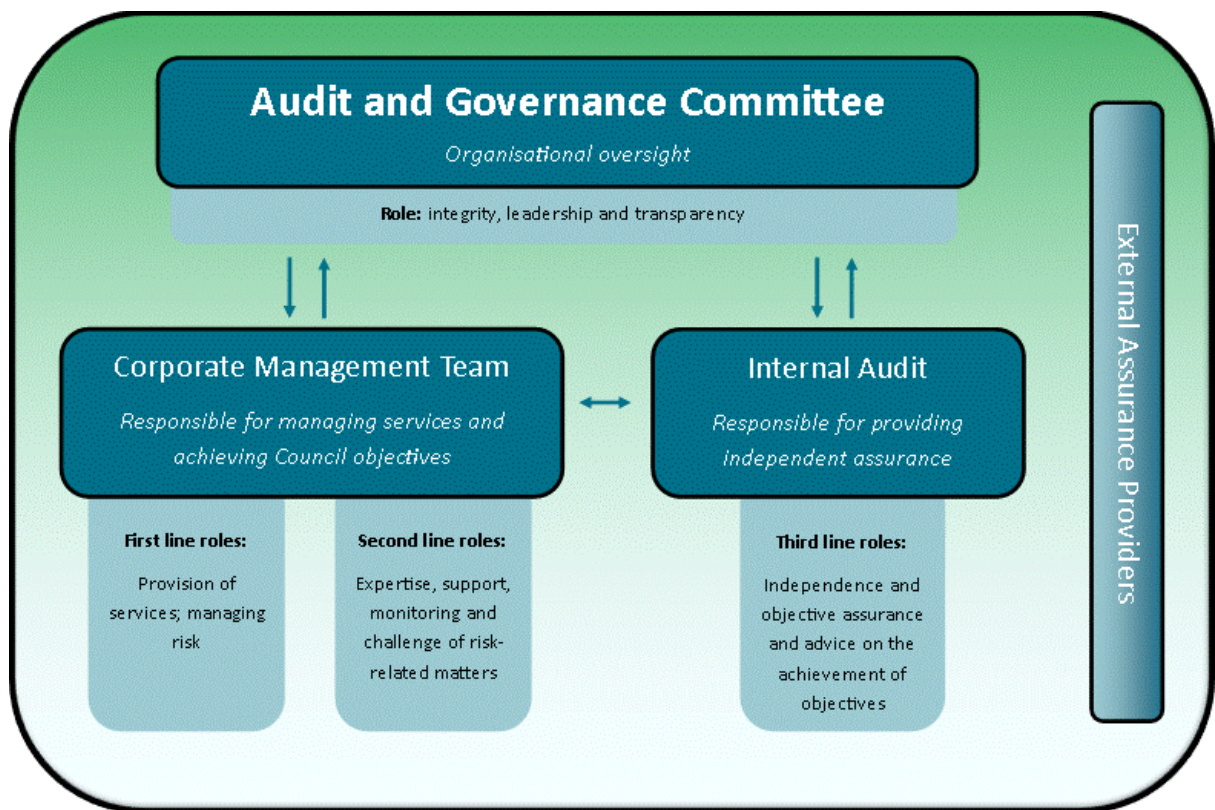 Audit and Governance Committee
Organisational oversight
Role: integrity, leadership and transparency
Corporate Management Team
Responsible for managing services and
achieving Council objectives
Internal Audit
Responsible for providing
independent assurance
First line roles:
Provision of
services; managing
risk
Second line roles:
Expertise, support,
monitoring and
challenge of risk-
related matters
Third line roles:
Independence and
objective assurance
and advice on the
achievement of
objectives
External Assurance Providers